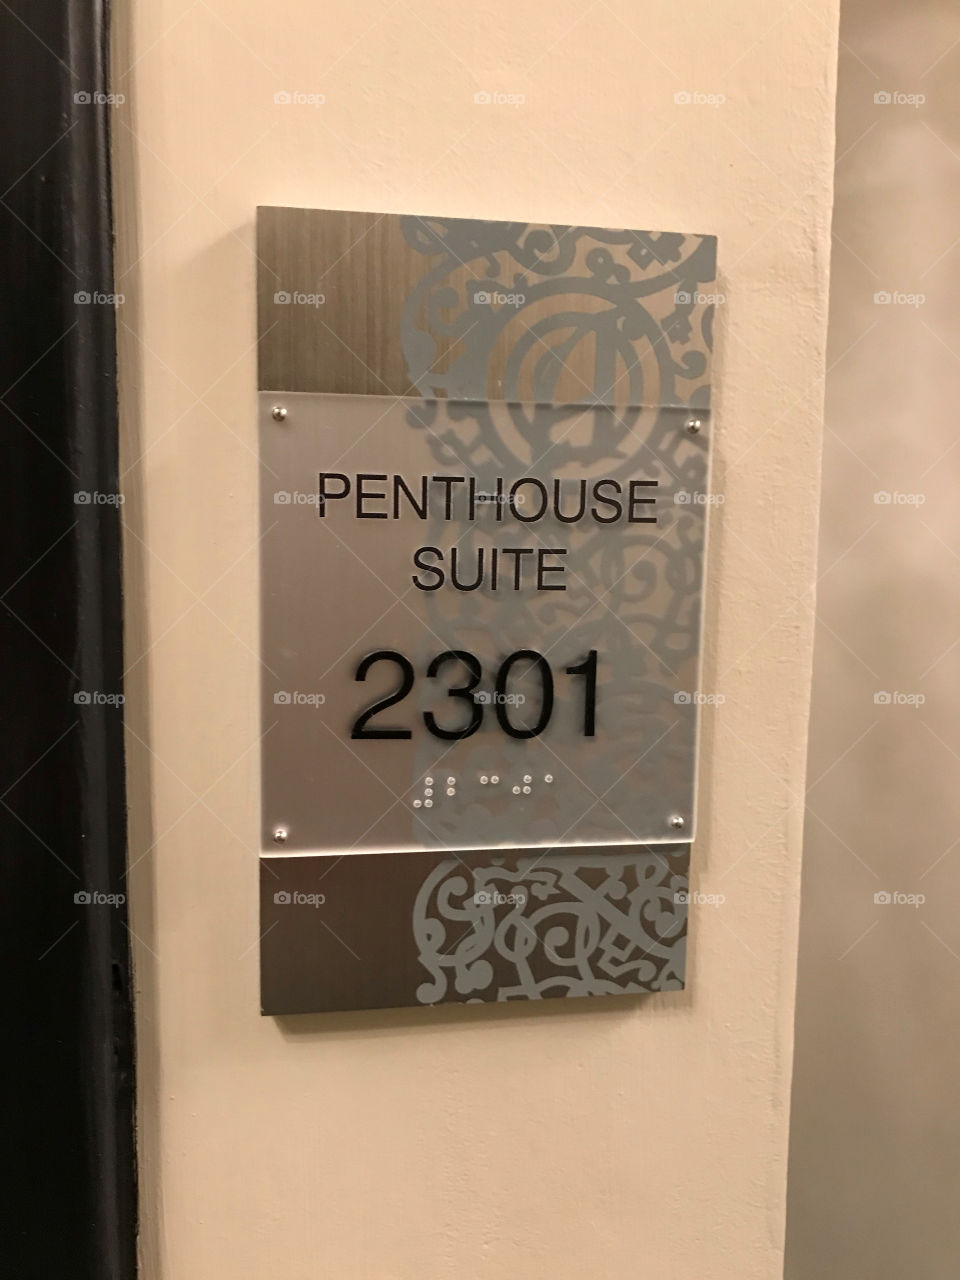 PENTHOUSE
SUITE
2301
⠼⠃⠉⠚⠁